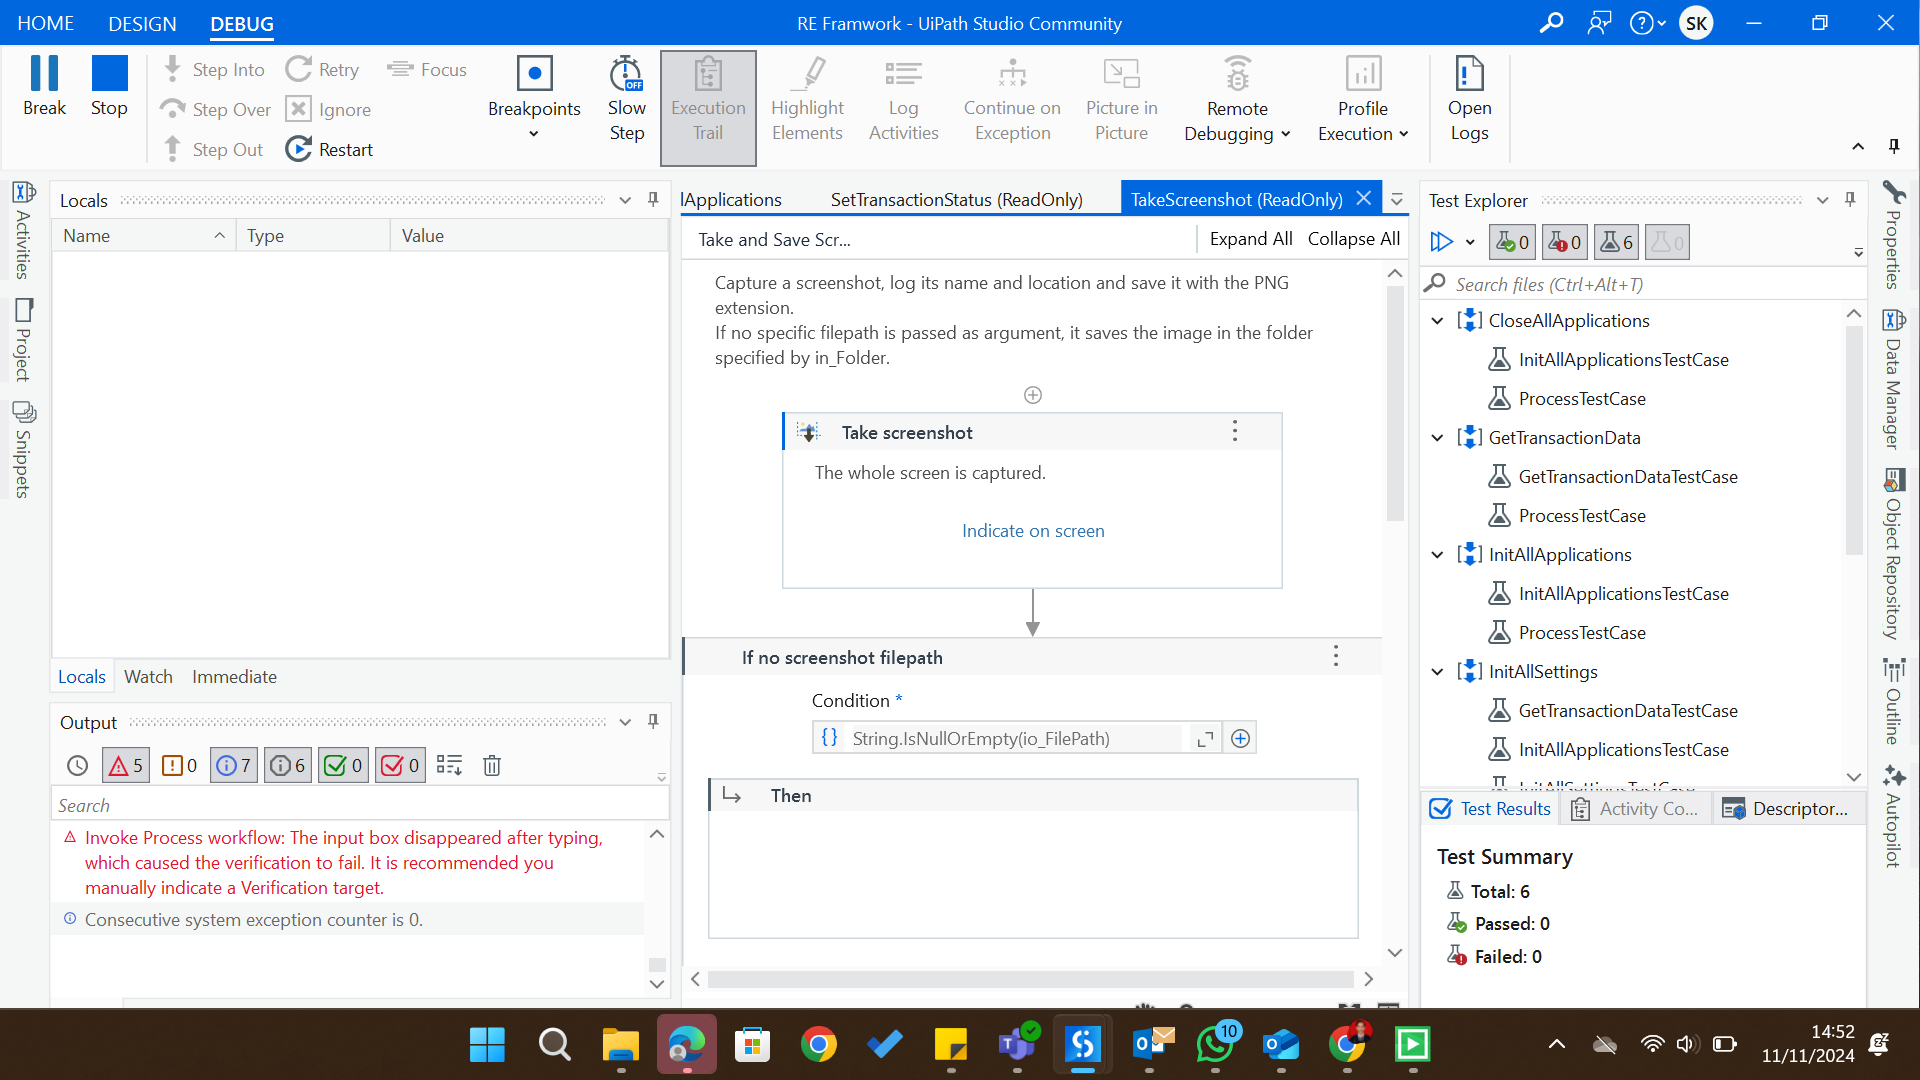 HOME
DESIGN
DEBUG
RE Framwork - UiPath Studio Community
SK
Break
Stop
Step Into
Step Over
Step Out
Retry
Ignore
Restart
Focus
Breakpoints
Slow
Step
OFF
Execution
Trail
Highlight
Elements
Log
Activities
Continue on
Exception
Picture in
Picture
Remote
Debugging
Profile
Execution
Open
Logs
Activities
Project
Snippets
Locals
Name
Type
Value
Locals
Watch
Immediate
Output
5
0
7
6
0
0
Search
Invoke Process workflow: The input box disappeared after typing,
which caused the verification to fail. It is recommended you
manually indicate a Verification target.
Consecutive system exception counter is 0.
lApplications
SetTransactionStatus (ReadOnly)
TakeScreenshot (ReadOnly)
Take and Save Scr...
Expand All
Collapse All
Capture a screenshot, log its name and location and save it with the PNG
extension.
If no specific filepath is passed as argument, it saves the image in the folder
specified by in_Folder.
Take screenshot
The whole screen is captured.
Indicate on screen
If no screenshot filepath
Condition *
{} String.IsNullOrEmpty(io_FilePath)
Then
Test Explorer
0
0
6
0
Search files (Ctrl+Alt+T)
CloseAllApplications
InitAllApplicationsTestCase
ProcessTestCase
GetTransactionData
GetTransactionDataTestCase
ProcessTestCase
InitAllApplications
InitAllApplicationsTestCase
ProcessTestCase
InitAllSettings
GetTransactionDataTestCase
InitAllApplicationsTestCase
InitAllSettingsTestCase
Test Results
Activity Co...
Descriptor...
Test Summary
Total: 6
Passed: 0
Failed: 0
Properties
Data Manager
Object Repository
Outline
Autopilot
10
14:52
11/11/2024